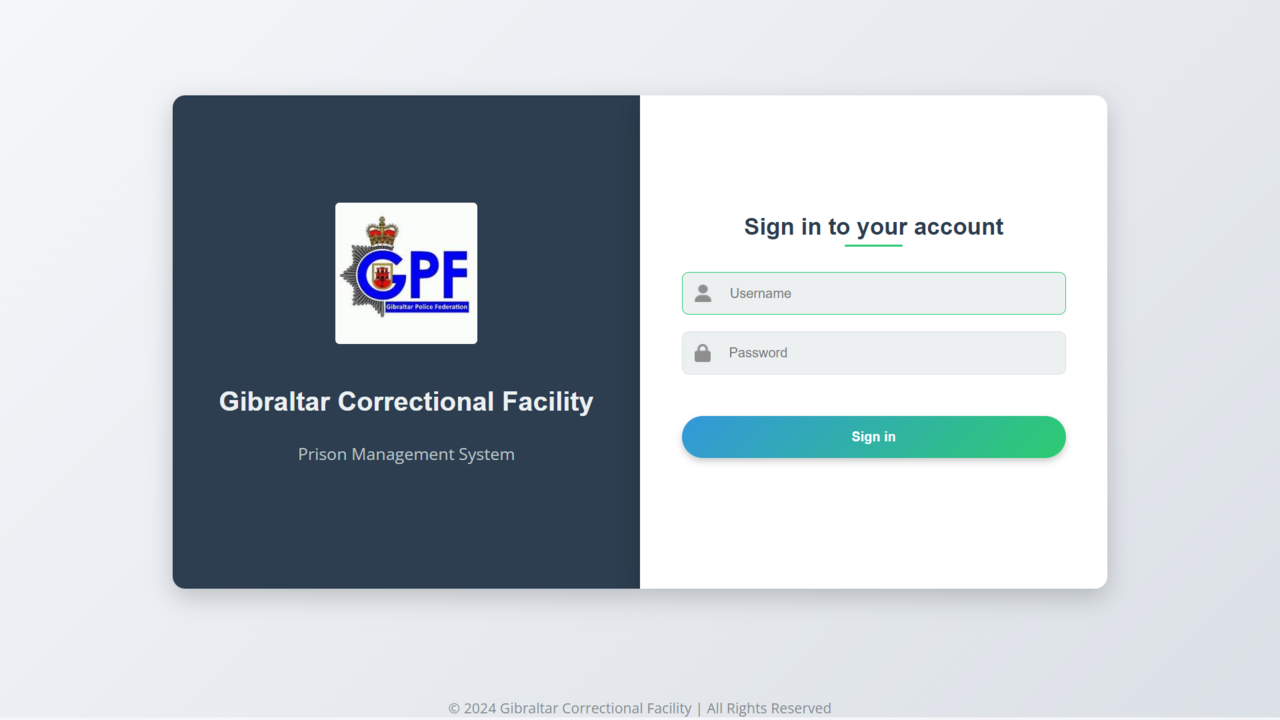 GPF
Gibraltar Police Federation
Gibraltar Correctional Facility
Prison Management System
Sign in to your account
Username
Password
Sign in
© 2024 Gibraltar Correctional Facility | All Rights Reserved